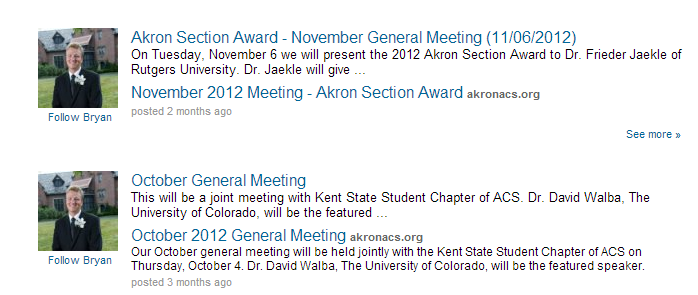 Akron Section Award - November General Meeting (11/06/2012)
On Tuesday, November 6 we will present the 2012 Akron Section Award to Dr. Frieder Jaekle of
Rutgers University. Dr. Jaekle will give ...
November 2012 Meeting - Akron Section Award akronacs.org
Follow Bryan
posted 2 months ago
See more »
October General Meeting
This will be a joint meeting with Kent State Student Chapter of ACS. Dr. David Walba, The
University of Colorado, will be the featured ...
October 2012 General Meeting akronacs.org
Our October general meeting will be held jointly with the Kent State Student Chapter of ACS on
Follow Bryan
Thursday, October 4. Dr. David Walba, The University of Colorado, will be the featured speaker.
posted 3 months ago